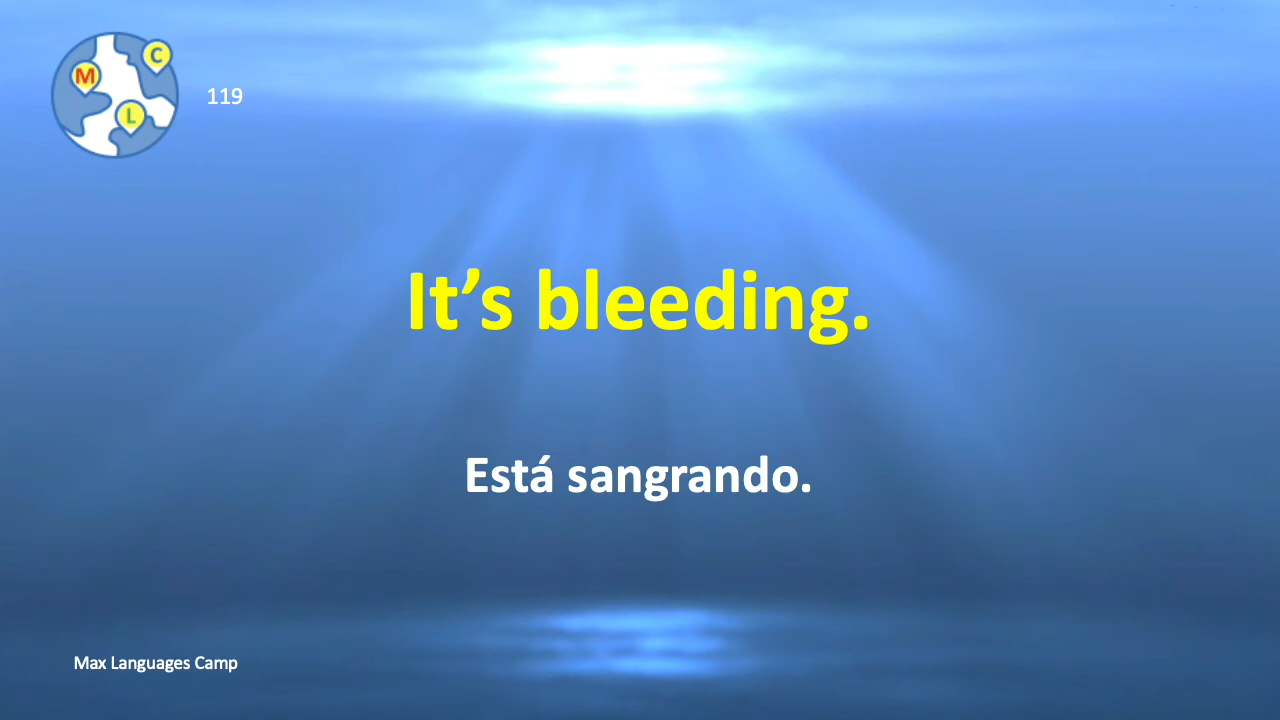 C
M
119
L
It’s bleeding.
Está sangrando.
Max Languages Camp